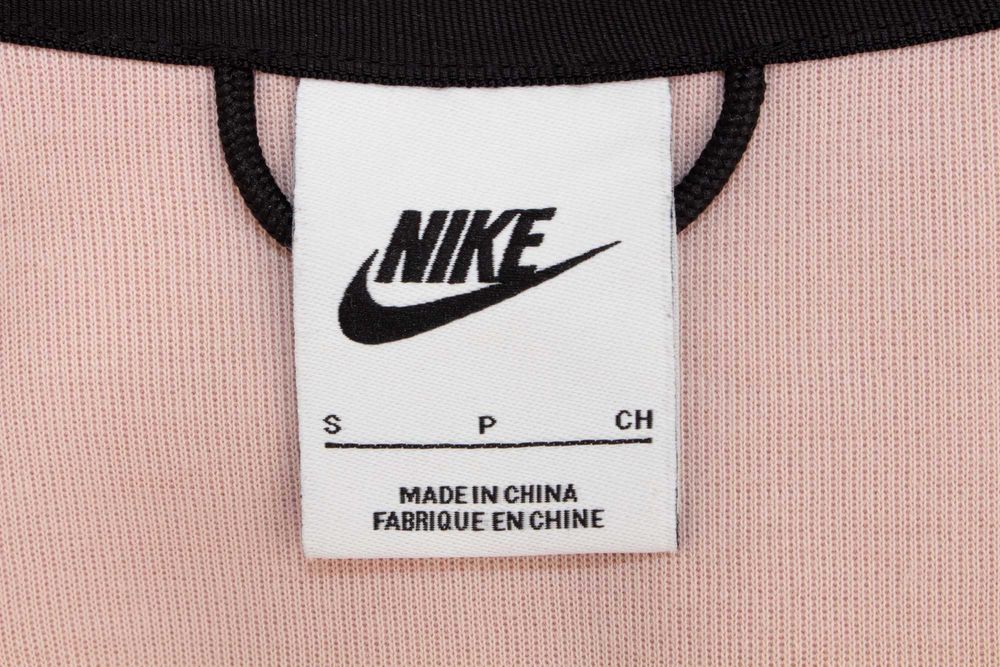 NIKE
S P CH
MADE IN CHINA
FABRIQUE EN CHINE